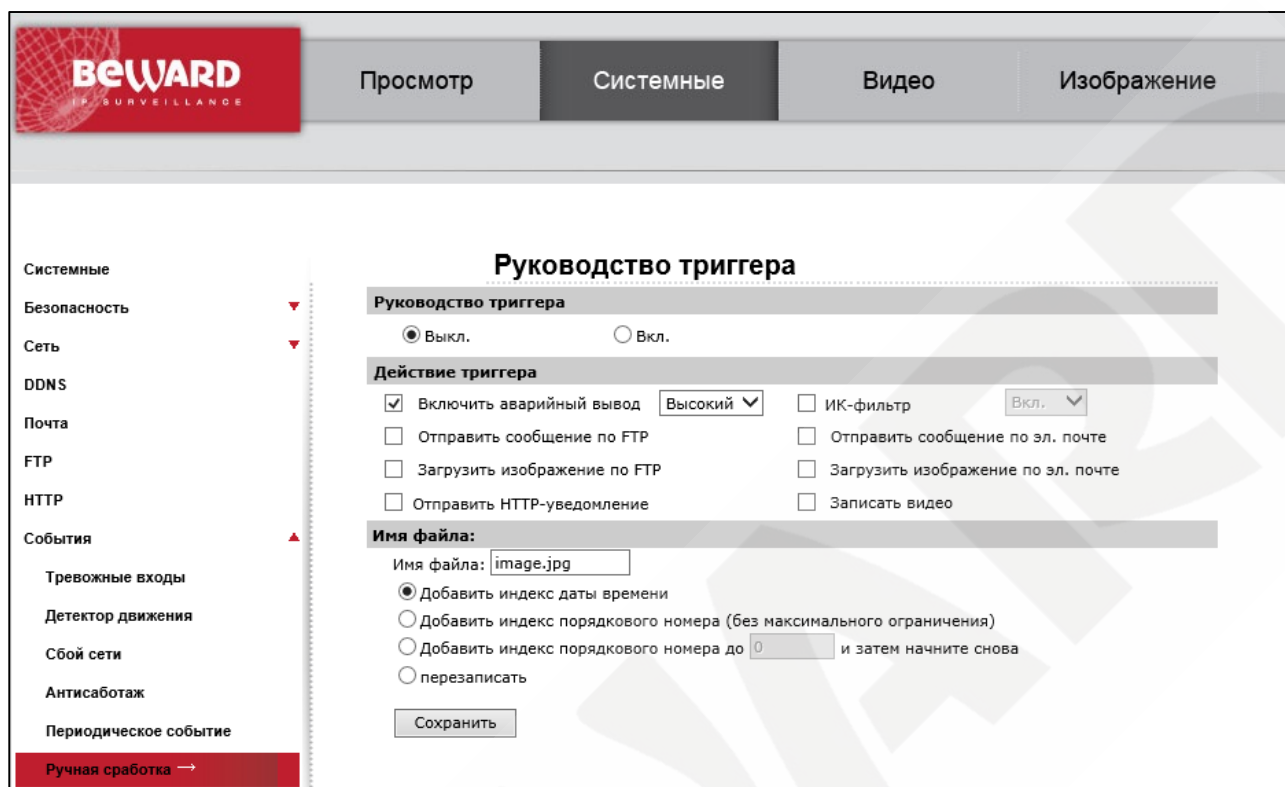 BEWARD
IP SURVEILLANCE
Просмотр
Системные
Видео
Изображение
Системные
Безопасность
Сеть
DDNS
Почта
FTP
HTTP
События
Тревожные входы
Детектор движения
Сбой сети
Антисаботаж
Периодическое событие
Ручная сработка →
Руководство триггера
Руководство триггера
Выкл. Вкл.
Действие триггера
Включить аварийный вывод Высокий ИК-фильтр Вкл.
Отправить сообщение по FTP Отправить сообщение по эл. почте
Загрузить изображение по FTP Загрузить изображение по эл. почте
Отправить HTTP-уведомление Записать видео
Имя файла:
Имя файла: image.jpg
Добавить индекс даты времени
Добавить индекс порядкового номера (без максимального ограничения)
Добавить индекс порядкового номера до 0 и затем начните снова
перезаписать
Сохранить